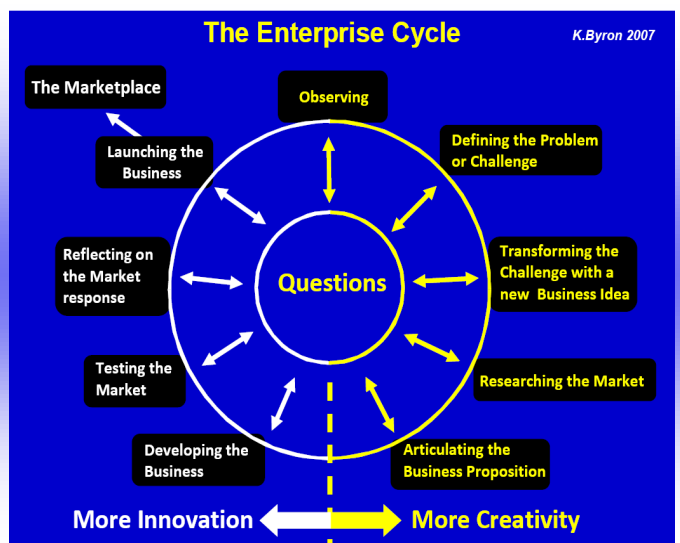 The Enterprise Cycle
K.Byron 2007
The Marketplace
Observing
Launching the
Business
Defining the Problem
or Challenge
Reflecting on
the Market
response
Questions
Transforming the
Challenge with a
new Business Idea
Testing the
Market
Researching the Market
Developing the
Business
Articulating the
Business Proposition
More Innovation
More Creativity